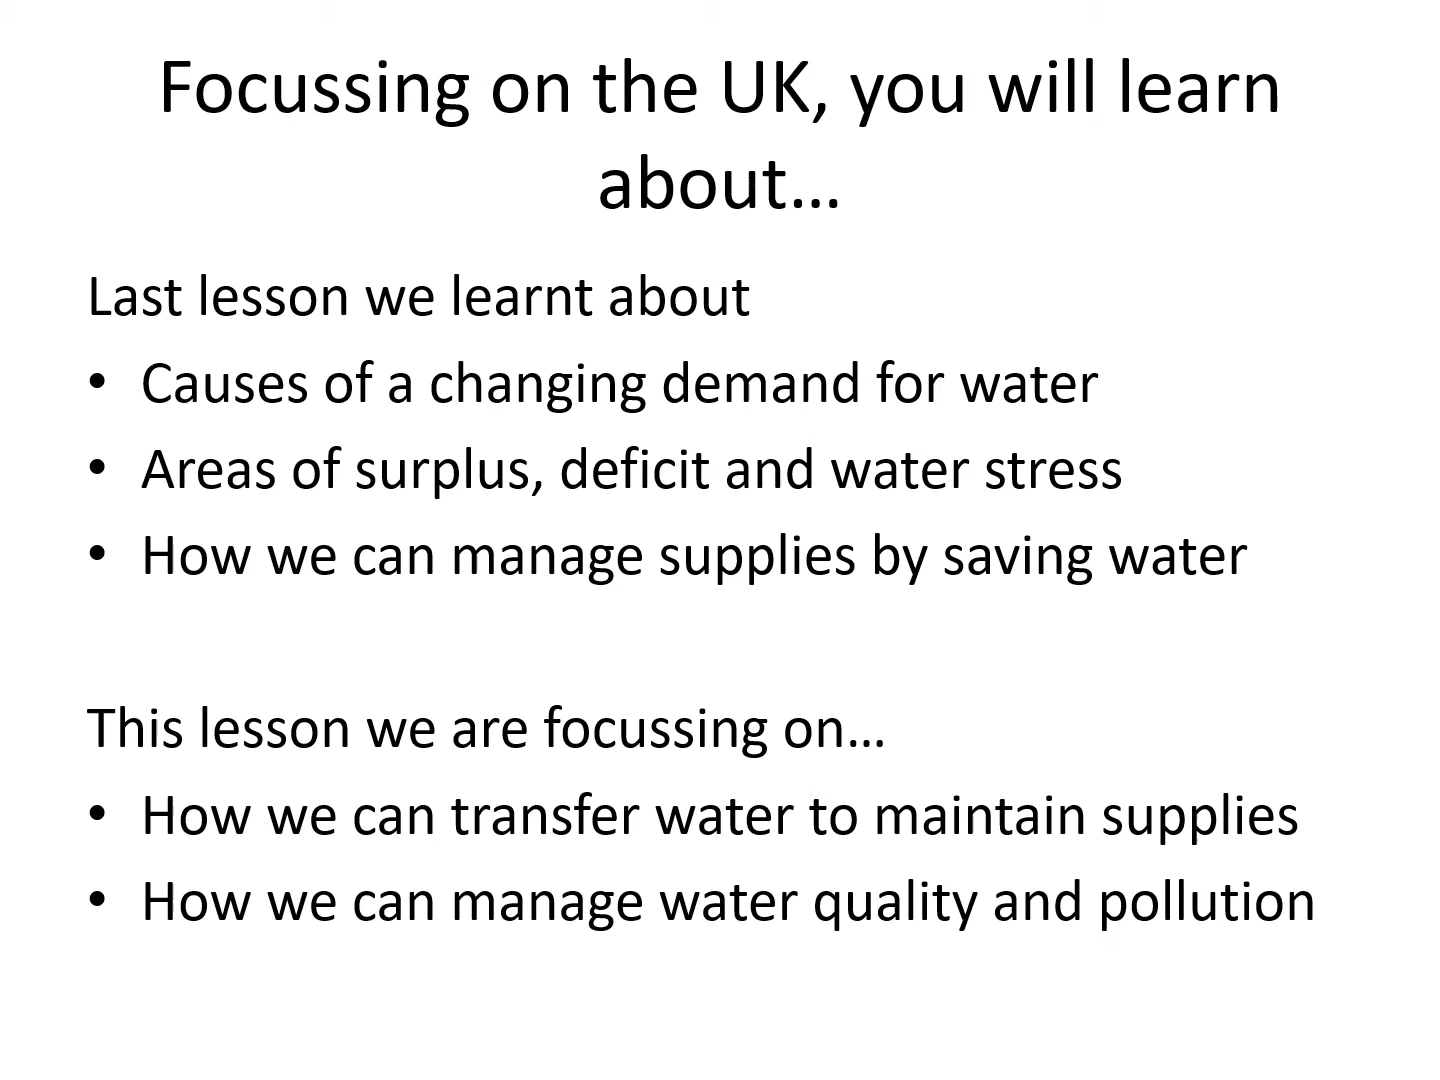 Focussing on the UK, you will learn
about…
Last lesson we learnt about
• Causes of a changing demand for water
• Areas of surplus, deficit and water stress
• How we can manage supplies by saving water
This lesson we are focussing on…
• How we can transfer water to maintain supplies
• How we can manage water quality and pollution